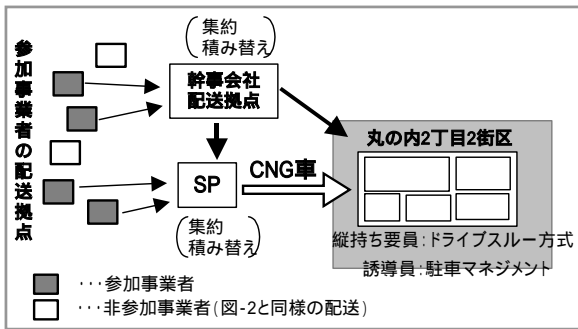 参加事業者の配送拠点
集約
積み替え
幹事会社
配送拠点
丸の内2丁目2街区
SP
CNG車
集約
積み替え
縦持ち要員:ドライブスルー方式
誘導員:駐車マネジメント
・・・参加事業者
・・・非参加事業者(図-2と同様の配送)